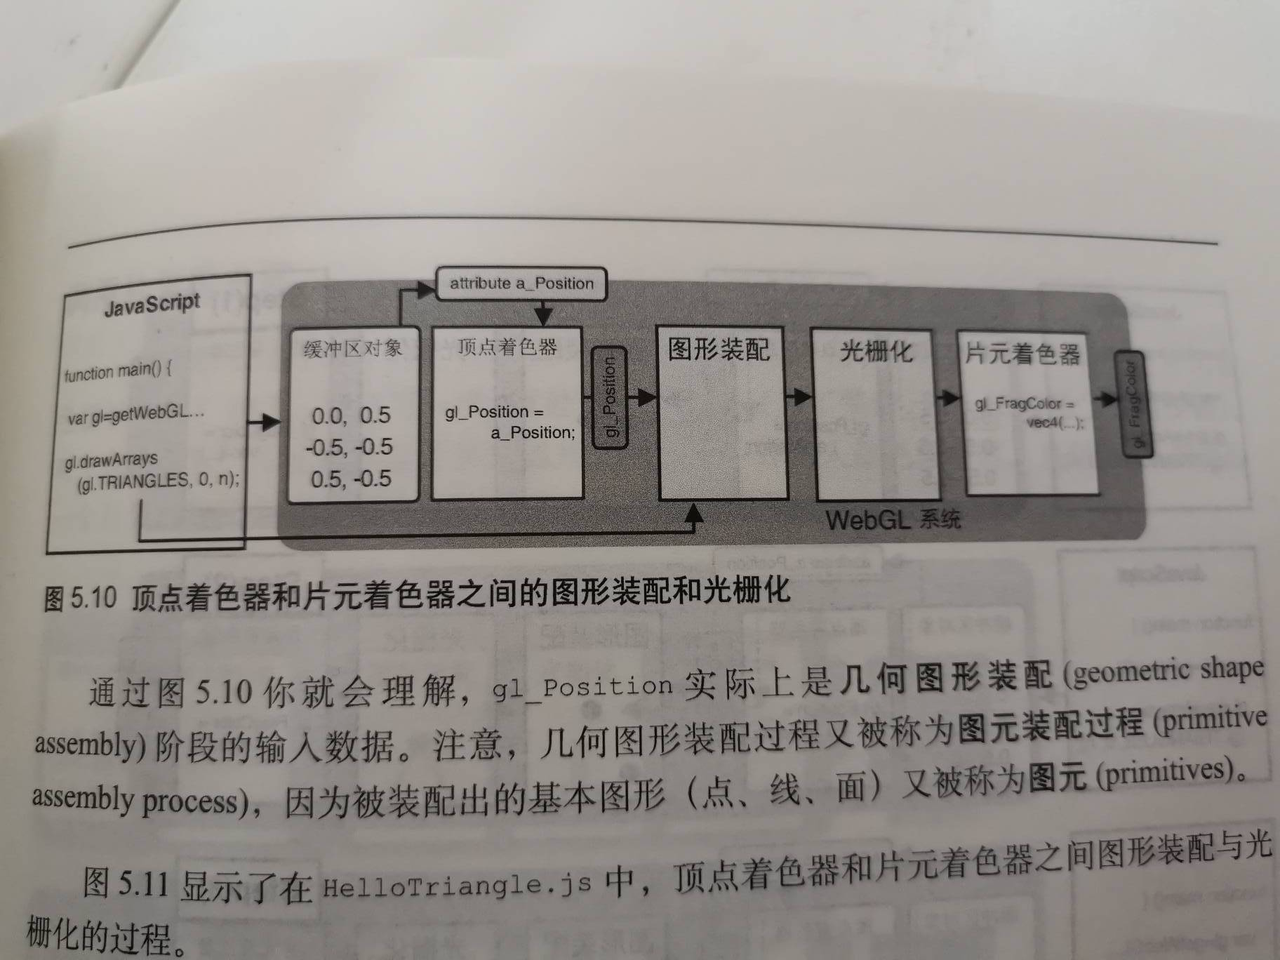 JavaScript
function main() {
var gl=getWebGL...
gl.drawArrays
(gl.TRIANGLES, 0, n);
attribute a_Position
缓冲区对象
0.0, 0.5
-0.5, -0.5
0.5, -0.5
顶点着色器
gl_Position =
a_Position;
gl_Position
图形装配
光栅化
片元着色器
gl_FragColor =
vec4(...);
gl_FragColor
WebGL 系统
图 5.10 顶点着色器和片元着色器之间的图形装配和光栅化
通过图 5.10 你就会理解，gl_Position 实际上是几何图形装配 (geometric shape
assembly) 阶段的输入数据。注意，几何图形装配过程又被称为图元装配过程 (primitive
assembly process)，因为被装配出的基本图形（点、线、面）又被称为图元 (primitives)。
图 5.11 显示了在 HelloTriangle.js 中，顶点着色器和片元着色器之间图形装配与光
栅化的过程。